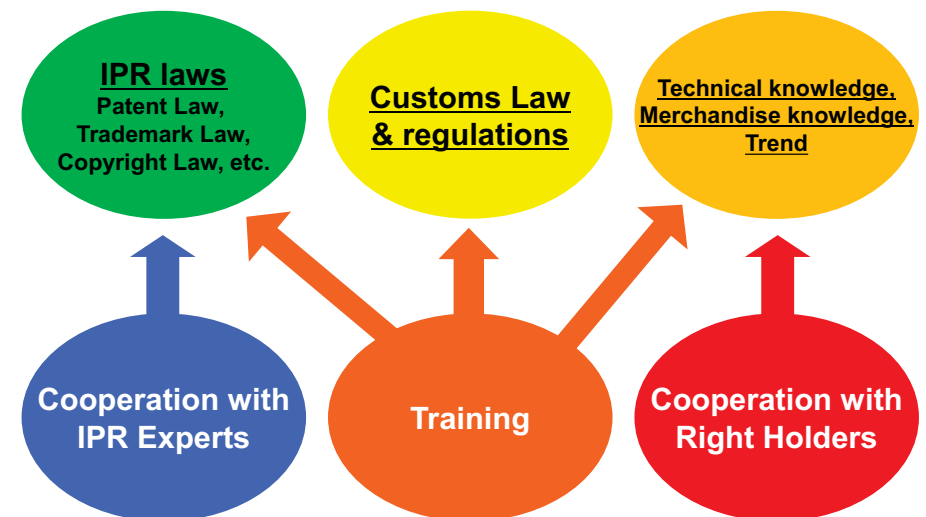 IPR laws
Patent Law,
Trademark Law,
Copyright Law, etc.
Customs Law
& regulations
Technical knowledge,
Merchandise knowledge,
Trend
Cooperation with
IPR Experts
Training
Cooperation with
Right Holders